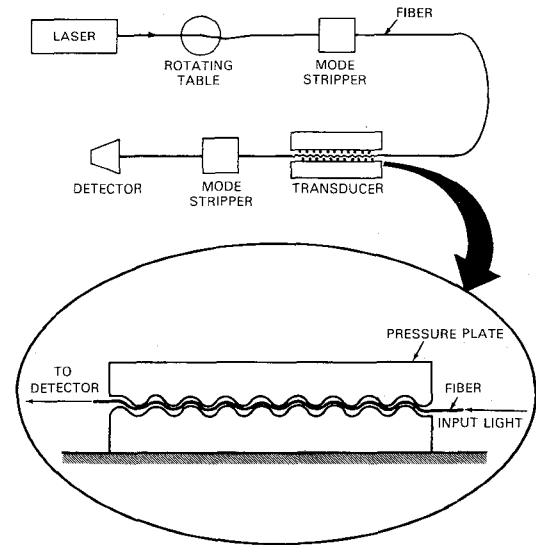 LASER
ROTATING
TABLE
MODE
STRIPPER
FIBER
DETECTOR
MODE
STRIPPER
TRANSDUCER
PRESSURE PLATE
TO
DETECTOR
FIBER
INPUT LIGHT